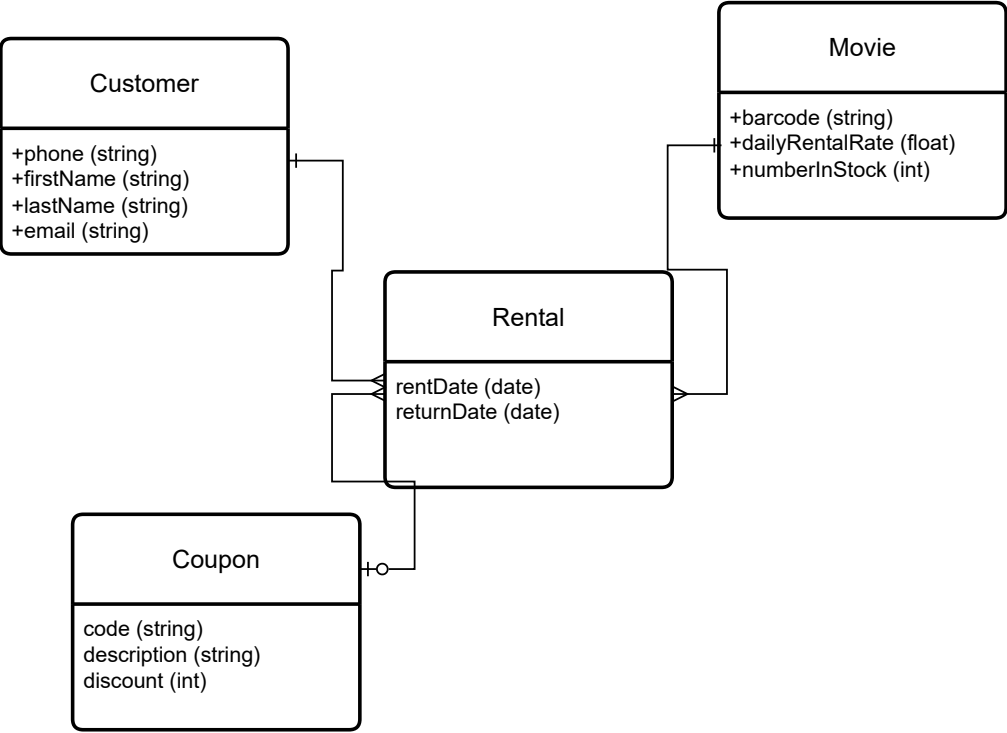 Customer
+phone (string)
+firstName (string)
+lastName (string)
+email (string)
Movie
+barcode (string)
+dailyRentalRate (float)
+numberInStock (int)
Rental
rentDate (date)
returnDate (date)
Coupon
code (string)
description (string)
discount (int)